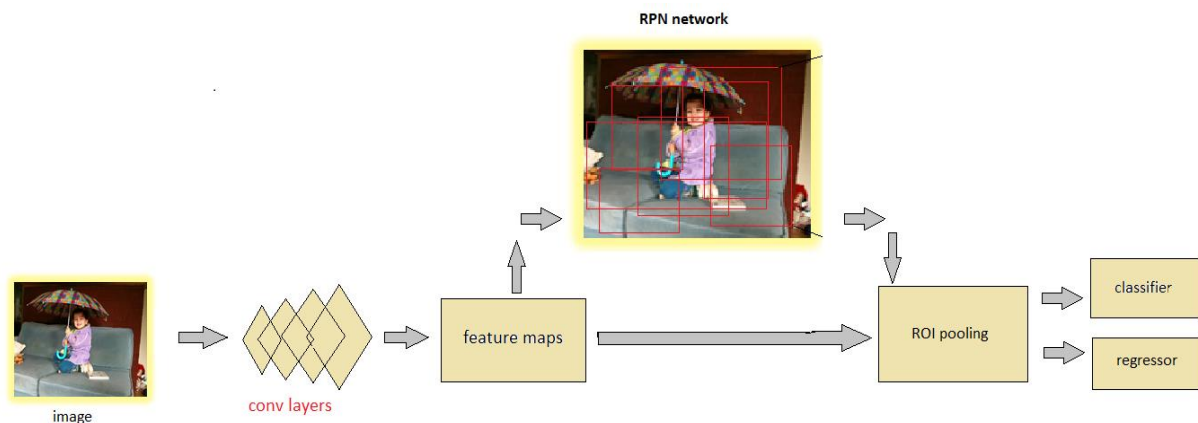 RPN network
image
conv layers
feature maps
ROI pooling
classifier
regressor